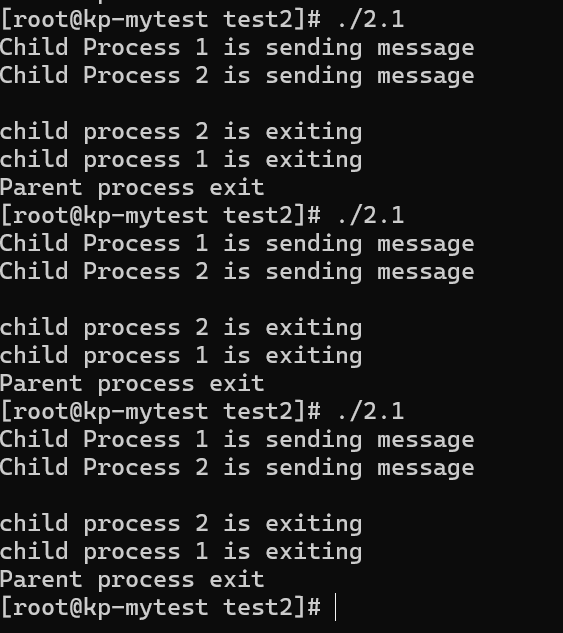 [root@kp-mytest test2]# ./2.1
Child Process 1 is sending message
Child Process 2 is sending message
child process 2 is exiting
child process 1 is exiting
Parent process exit
[root@kp-mytest test2]# ./2.1
Child Process 1 is sending message
Child Process 2 is sending message
child process 2 is exiting
child process 1 is exiting
Parent process exit
[root@kp-mytest test2]# ./2.1
Child Process 1 is sending message
Child Process 2 is sending message
child process 2 is exiting
child process 1 is exiting
Parent process exit
[root@kp-mytest test2]#